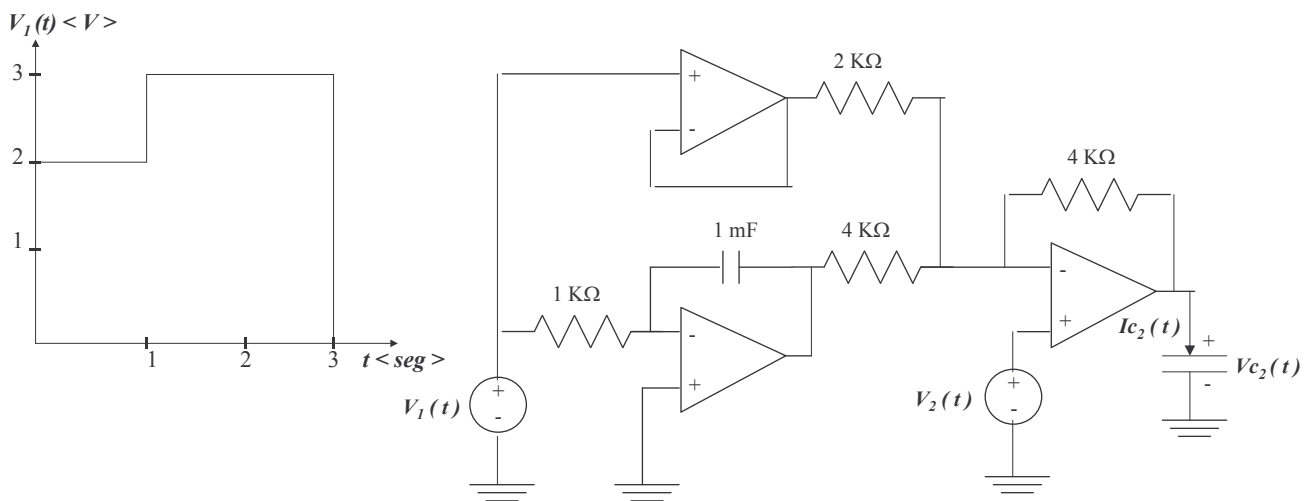 V1(t) < V >
3
2
1
1 2 3 t < seg >
+
-
2 KΩ
1 mF
4 KΩ
1 KΩ
-
+
+
-
V1( t )
4 KΩ
-
+
Ic2( t )
+
-
Vc2( t )
+
-
V2( t )